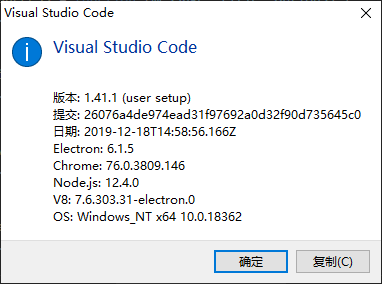 Visual Studio Code
Visual Studio Code
版本: 1.41.1 (user setup)
提交: 26076a4de974ead31f97692a0d32f90d735645c0
日期: 2019-12-18T14:58:56.166Z
Electron: 6.1.5
Chrome: 76.0.3809.146
Node.js: 12.4.0
V8: 7.6.303.31-electron.0
OS: Windows_NT x64 10.0.18362
确定
复制(C)